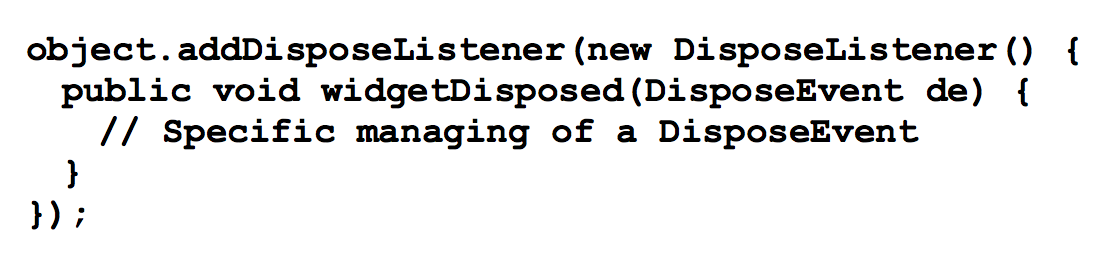 object.addDisposeListener(new DisposeListener() {
  public void widgetDisposed(DisposeEvent de) {
    // Specific managing of a DisposeEvent
  }
});